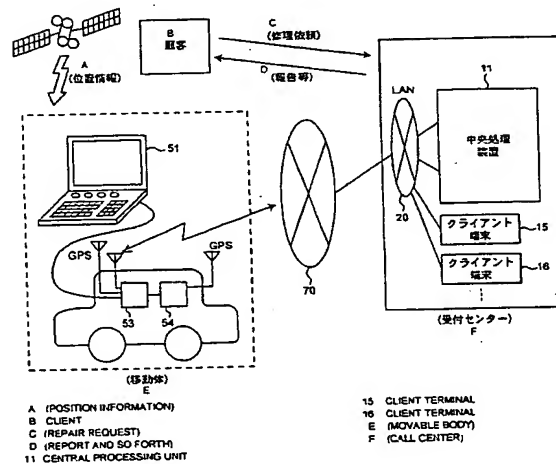 C
(修理依頼)
B
顧客
D
(報告等)
A
(位置情報)
LAN
11
中央処理
装置
51
20
クライアント
端末
15
GPS
GPS
クライアント
端末
16
70
53
54
(受付センター)
F
(移動体)
E
A (POSITION INFORMATION)
B CLIENT
C (REPAIR REQUEST)
D (REPORT AND SO FORTH)
11 CENTRAL PROCESSING UNIT
15 CLIENT TERMINAL
16 CLIENT TERMINAL
E (MOVABLE BODY)
F (CALL CENTER)